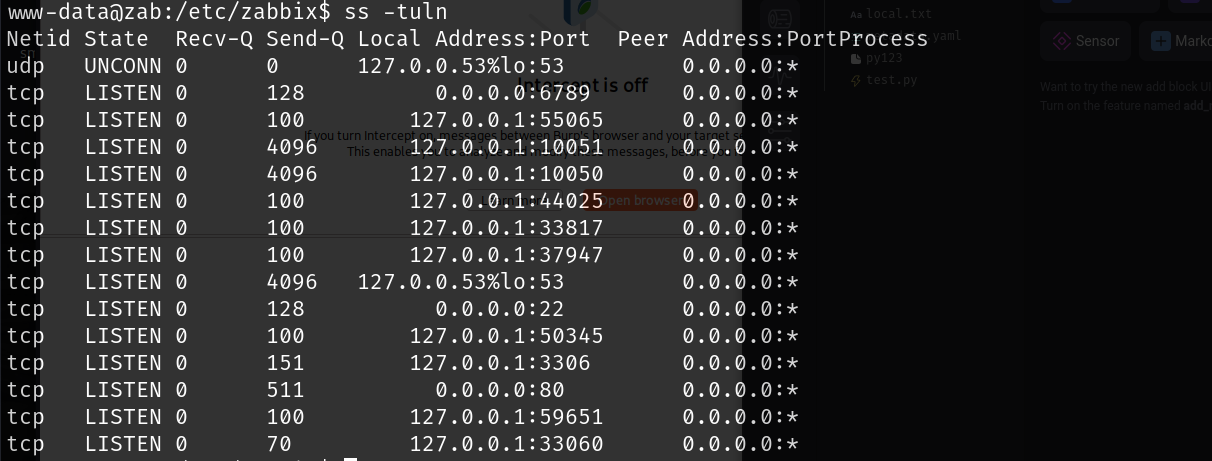 www-data@zab:/etc/zabbix$ ss -tuln
Netid State  Recv-Q Send-Q Local Address:Port  Peer Address:PortProcess
udp   UNCONN 0      0      127.0.0.53%lo:53         0.0.0.0:*
tcp   LISTEN 0      128          0.0.0.0:6789       0.0.0.0:*
tcp   LISTEN 0      100        127.0.0.1:55065      0.0.0.0:*
tcp   LISTEN 0      4096       127.0.0.1:10051      0.0.0.0:*
tcp   LISTEN 0      4096       127.0.0.1:10050      0.0.0.0:*
tcp   LISTEN 0      100        127.0.0.1:44025      0.0.0.0:*
tcp   LISTEN 0      100        127.0.0.1:33817      0.0.0.0:*
tcp   LISTEN 0      100        127.0.0.1:37947      0.0.0.0:*
tcp   LISTEN 0      4096   127.0.0.53%lo:53         0.0.0.0:*
tcp   LISTEN 0      128          0.0.0.0:22         0.0.0.0:*
tcp   LISTEN 0      100        127.0.0.1:50345      0.0.0.0:*
tcp   LISTEN 0      151        127.0.0.1:3306       0.0.0.0:*
tcp   LISTEN 0      511          0.0.0.0:80         0.0.0.0:*
tcp   LISTEN 0      100        127.0.0.1:59651      0.0.0.0:*
tcp   LISTEN 0      70         127.0.0.1:33060      0.0.0.0:*
Intercept is off
If you turn Intercept on, messages between Burp's browser and your target
This enables you to analyze and modify these messages, before you
Open browser
local.txt
.yaml
py123
test.py
Sensor
Want to try the new add block
Turn on the feature named